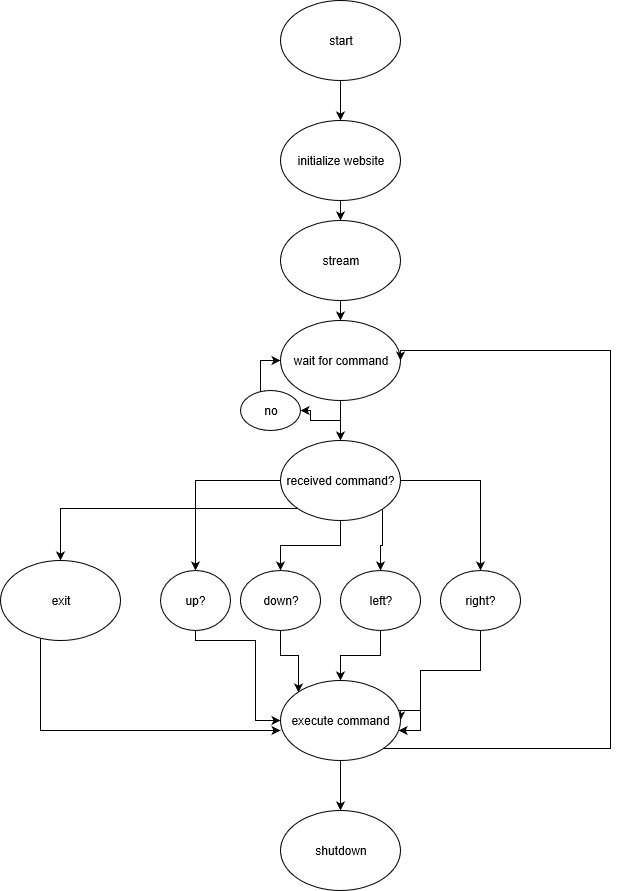 start
initialize website
stream
wait for command
no
received command?
exit
up?
down?
left?
right?
execute command
shutdown